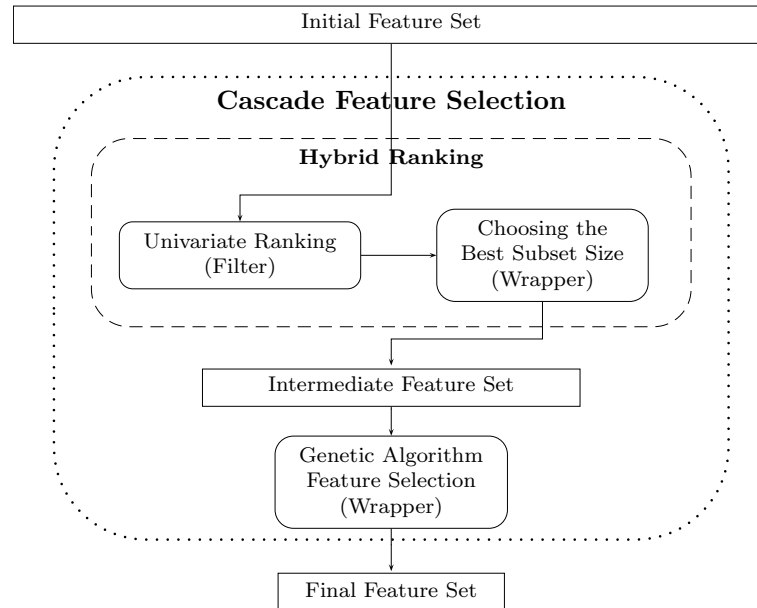 Initial Feature Set
Cascade Feature Selection
Hybrid Ranking
Univariate Ranking
(Filter)
Choosing the
Best Subset Size
(Wrapper)
Intermediate Feature Set
Genetic Algorithm
Feature Selection
(Wrapper)
Final Feature Set